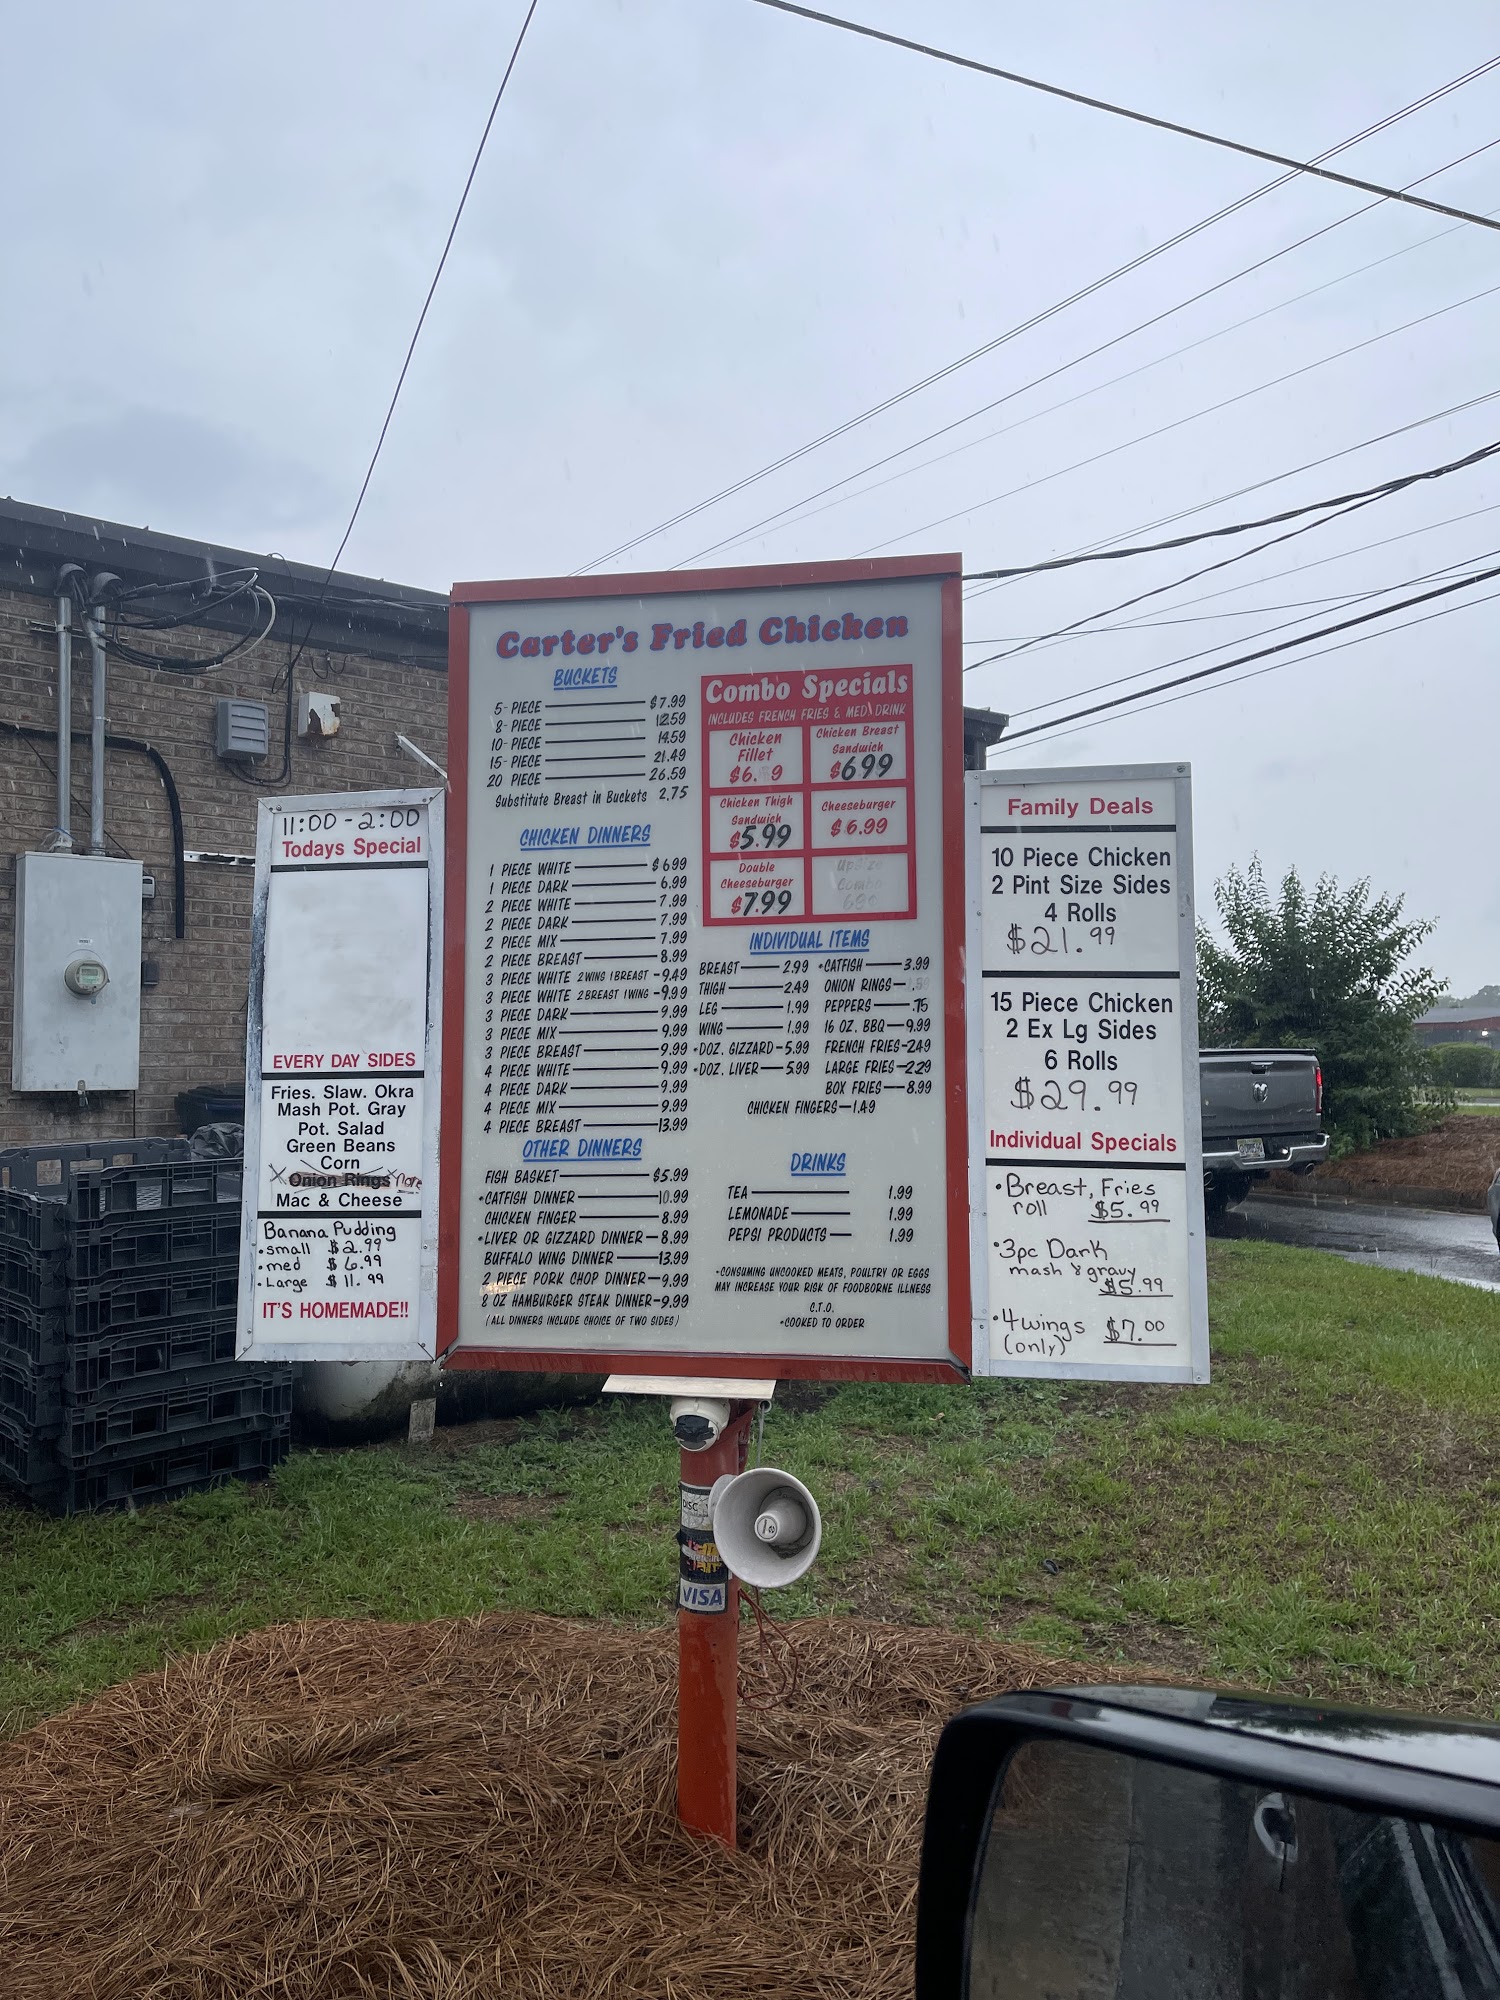 Carter's Fried Chicken
BUCKETS
5- PIECE $7.99
8- PIECE 12.59
10- PIECE 14.59
15- PIECE 21.49
20 PIECE 26.59
Substitute Breast in Buckets 2.75
CHICKEN DINNERS
1 PIECE WHITE $6.99
1 PIECE DARK 6.99
2 PIECE WHITE 7.99
2 PIECE DARK 7.99
2 PIECE MIX 7.99
2 PIECE BREAST 8.99
3 PIECE WHITE 2 WINS 1 BREAST 9.49
3 PIECE WHITE 2 BREAST 1 WING 9.99
3 PIECE DARK 9.99
3 PIECE MIX 9.99
3 PIECE BREAST 9.99
4 PIECE WHITE 9.99
4 PIECE DARK 9.99
4 PIECE MIX 9.99
4 PIECE BREAST 13.99
OTHER DINNERS
FISH BASKET $5.99
*CATFISH DINNER 10.99
CHICKEN FINGER 8.99
*LIVER OR GIZZARD DINNER 8.99
BUFFALO WING DINNER 13.99
2 PIECE PORK CHOP DINNER 9.99
8 OZ HAMBURGER STEAK DINNER 9.99
(ALL DINNERS INCLUDE CHOICE OF TWO SIDES)
Combo Specials
INCLUDES FRENCH FRIES & MED DRINK
Chicken
Fillet
Chicken Breast
Sandwich
$6.99
Chicken Thigh
Sandwich
$5.99
Cheeseburger
$6.99
Double
Cheeseburger
$7.99
Upsize
Combo
69¢
INDIVIDUAL ITEMS
BREAST 2.99
THIGH 2.49
LEG 1.99
WING 1.99
*DOZ. GIZZARD 5.99
*DOZ. LIVER 5.99
*CATFISH 3.99
ONION RINGS
PEPPERS .75
16 OZ. BBQ 9.99
FRENCH FRIES 2.49
LARGE FRIES 2.29
BOX FRIES 8.99
CHICKEN FINGERS 1.49
DRINKS
TEA 1.99
LEMONADE 1.99
PEPSI PRODUCTS 1.99
*CONSUMING UNCOOKED MEATS, POULTRY OR EGGS
MAY INCREASE YOUR RISK OF FOODBORNE ILLNESS
C.T.O.
*COOKED TO ORDER
11:00 - 2:00
Todays Special
EVERY DAY SIDES
Fries. Slaw. Okra
Mash Pot. Gray
Pot. Salad
Green Beans
Corn
Onion Rings
Mac & Cheese
Banana Pudding
• small $2.99
• med $6.99
• Large $11.99
IT'S HOMEMADE!!
Family Deals
10 Piece Chicken
2 Pint Size Sides
4 Rolls
$21.99
15 Piece Chicken
2 Ex Lg Sides
6 Rolls
$29.99
Individual Specials
• Breast, Fries
roll $5.99
• 3pc Dark
mash & gravy
$5.99
• 4 wings $7.00
(only)
DISC
VISA